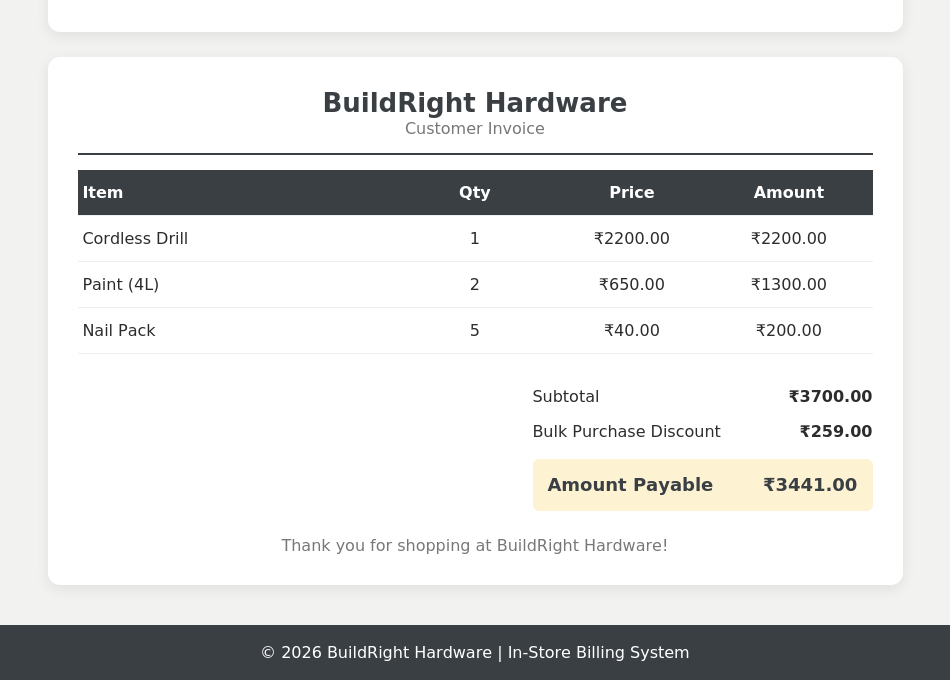 BuildRight Hardware
Customer Invoice
Item Qty Price Amount
Cordless Drill 1 ₹2200.00 ₹2200.00
Paint (4L) 2 ₹650.00 ₹1300.00
Nail Pack 5 ₹40.00 ₹200.00
Subtotal ₹3700.00
Bulk Purchase Discount ₹259.00
Amount Payable ₹3441.00
Thank you for shopping at BuildRight Hardware!
© 2026 BuildRight Hardware | In-Store Billing System